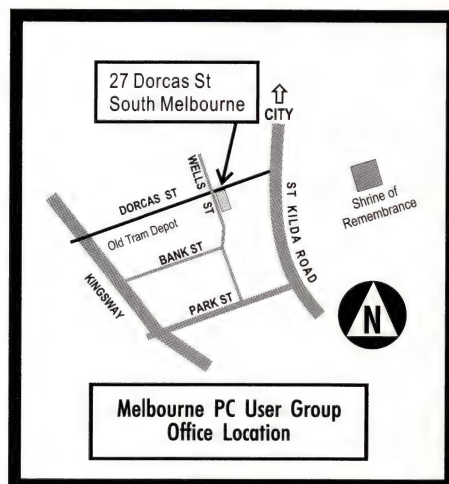 27 Dorcas St
South Melbourne
CITY
WELLS ST
DORCAS ST
ST KILDA ROAD
Shrine of
Remembrance
Old Tram Depot
BANK ST
KINGSWAY
PARK ST
N
Melbourne PC User Group
Office Location